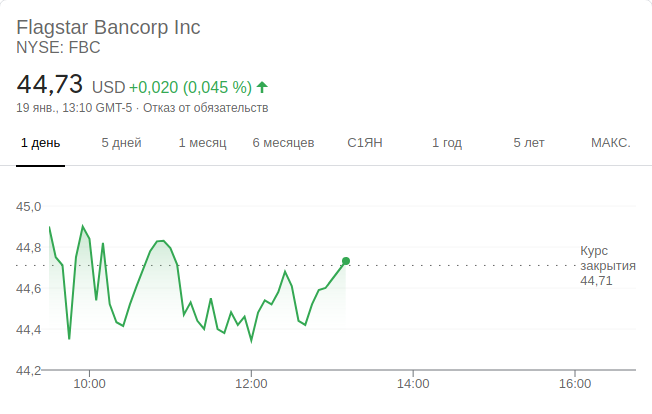 Flagstar Bancorp Inc
NYSE: FBC
44,73 USD +0,020 (0,045 %)
19 янв., 13:10 GMT-5 · Отказ от обязательств
1 день 5 дней 1 месяц 6 месяцев С1ЯН 1 год 5 лет МАКС.
45,0
44,8
44,6
44,4
44,2
Курс
закрытия
44,71
10:00 12:00 14:00 16:00